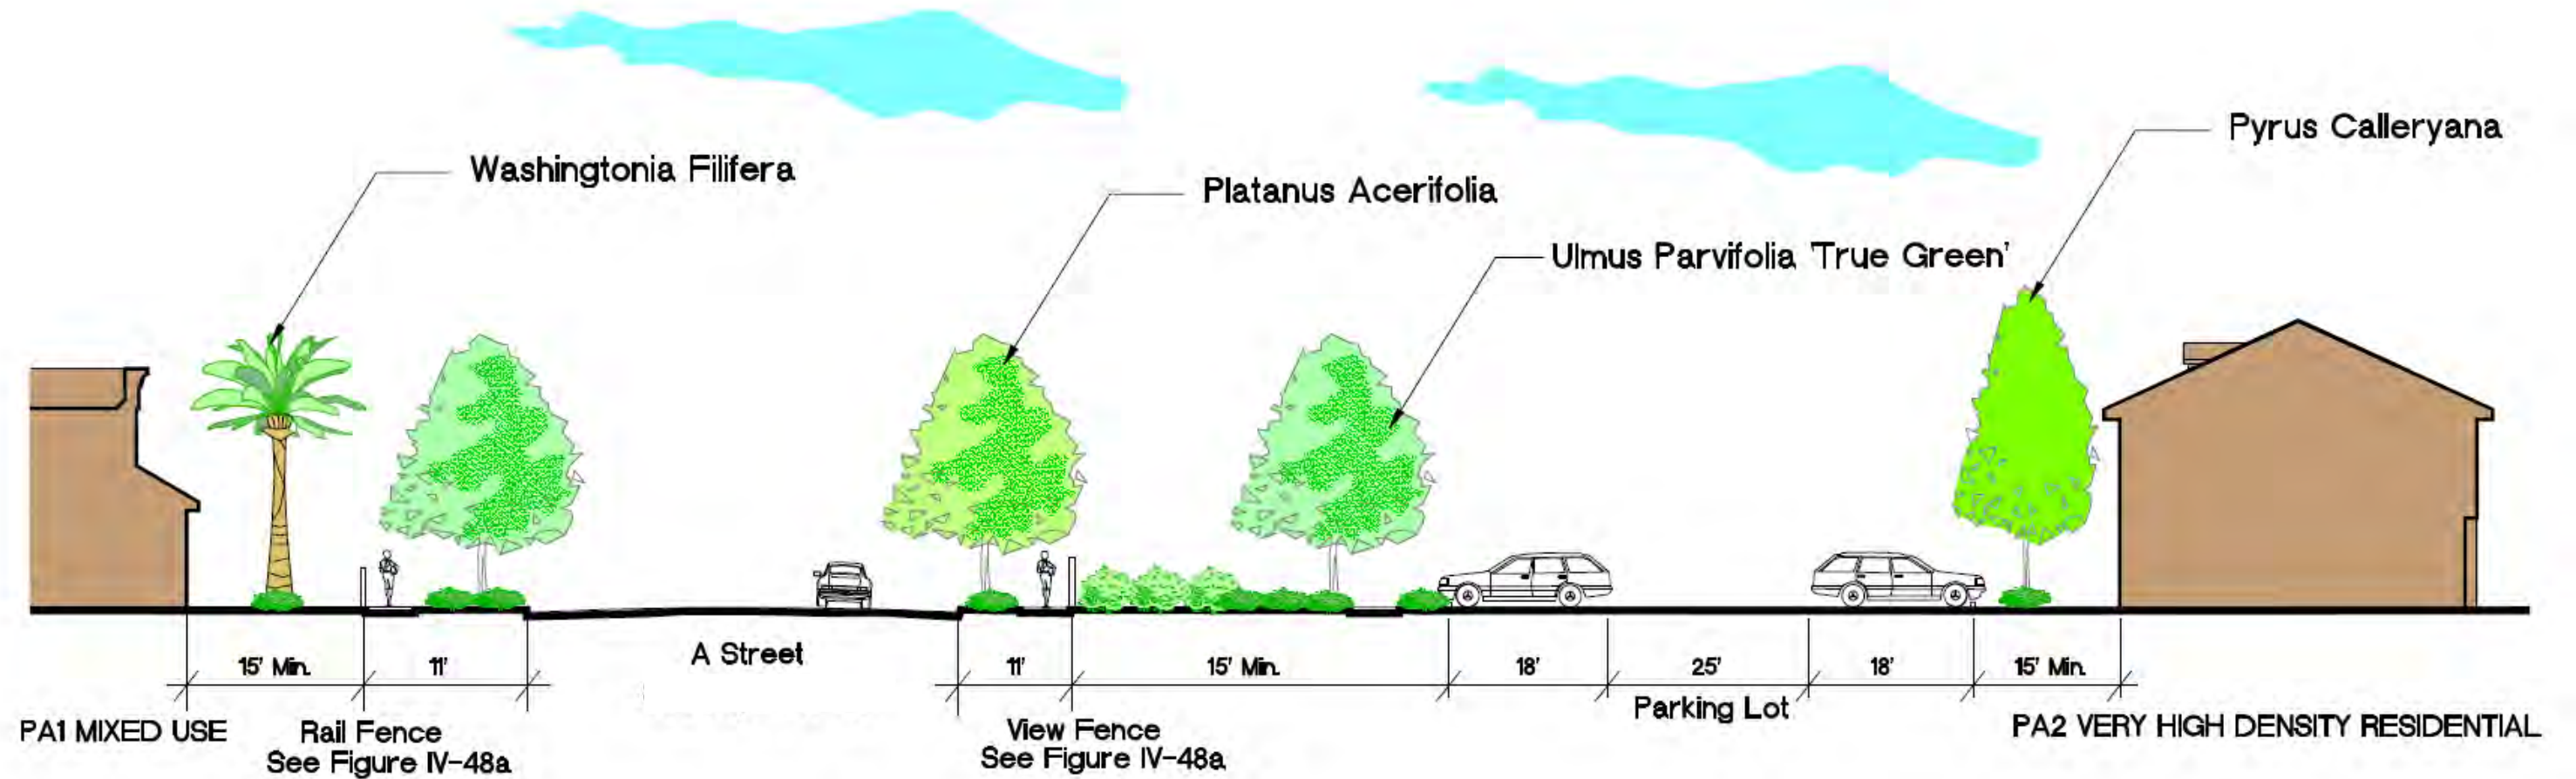 Pyrus Calleryana
Washingtonia Filifera
Platanus Acerifolia
Ulmus Parvifolia 'True Green'
15' Min.
11'
A Street
11'
15' Min.
18'
25'
18'
15' Min.
Parking Lot
PA1 MIXED USE
Rail Fence
See Figure IV-48a
View Fence
See Figure IV-48a
PA2 VERY HIGH DENSITY RESIDENTIAL